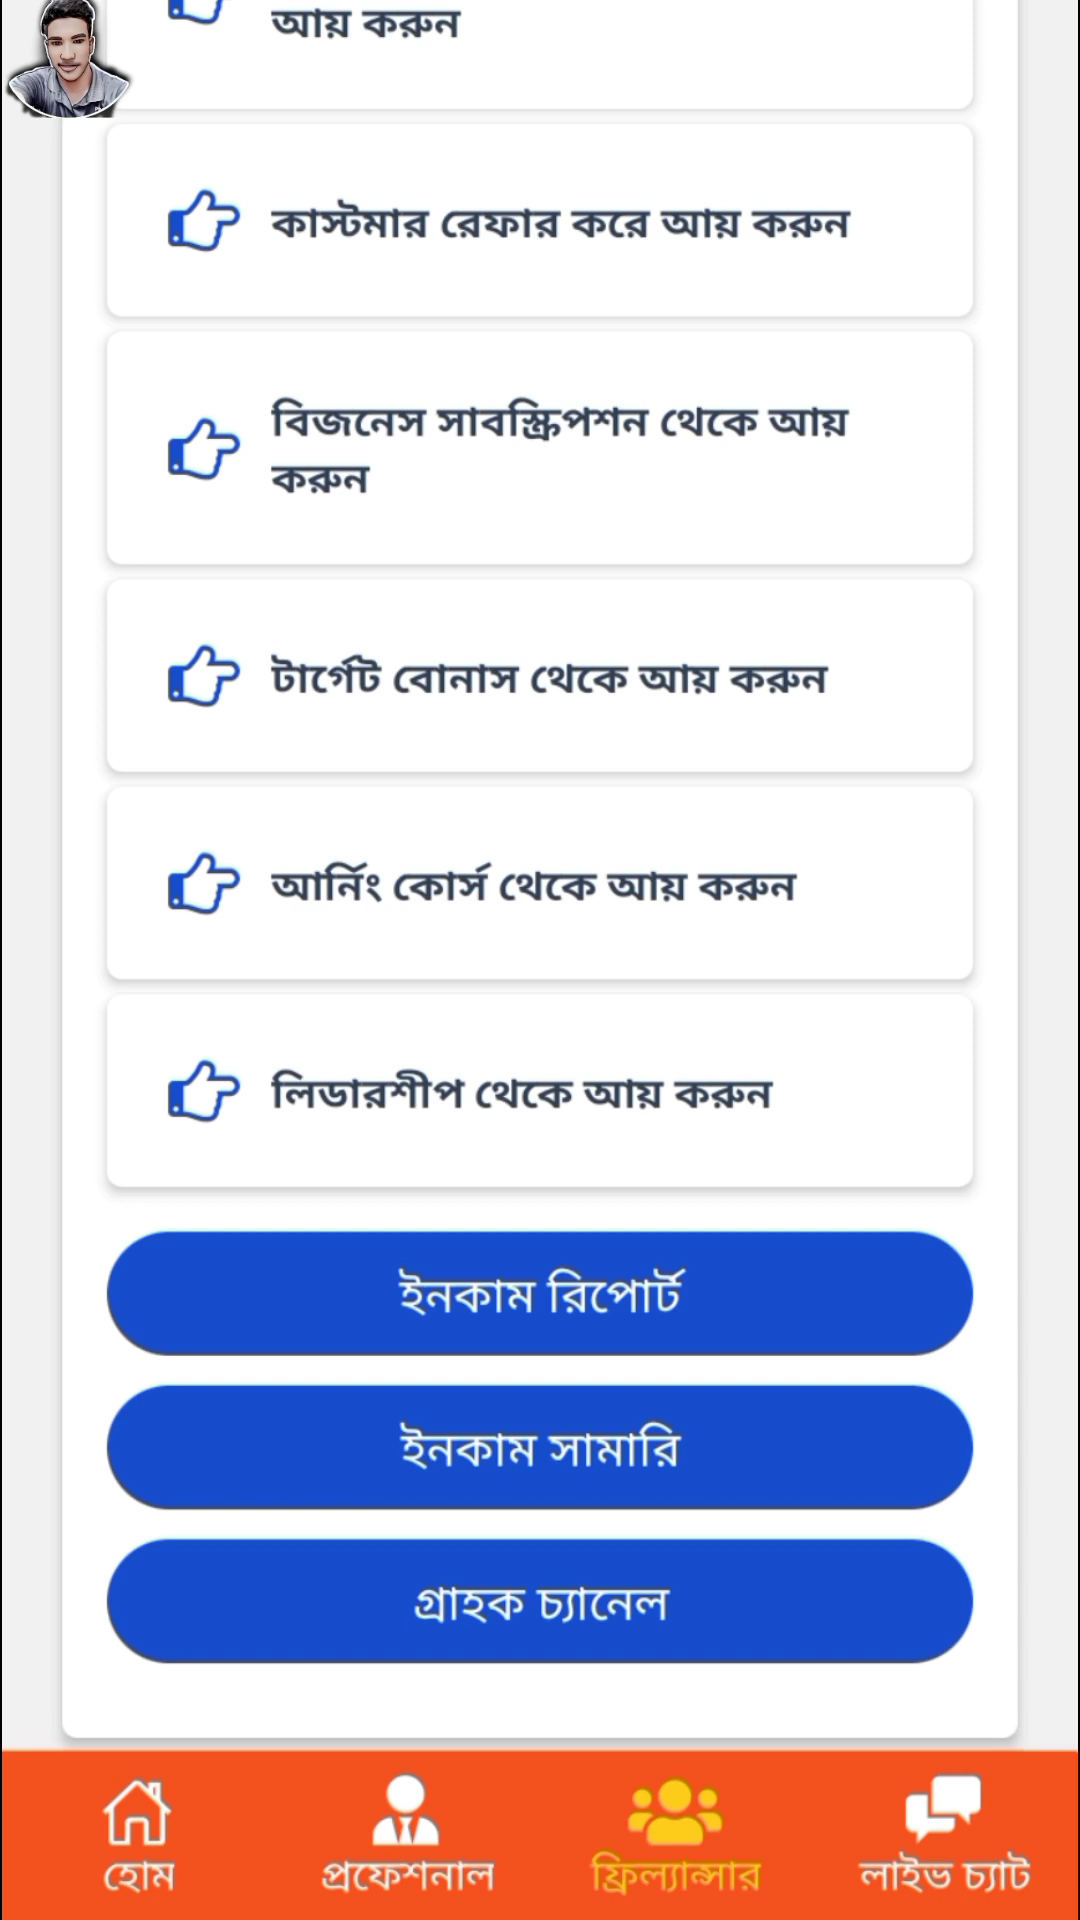 আয় করুন
কাস্টমার রেফার করে আয় করুন
বিজনেস সাবস্ক্রিপশন থেকে আয়
করুন
টার্গেট বোনাস থেকে আয় করুন
আর্নিং কোর্স থেকে আয় করুন
লিডারশীপ থেকে আয় করুন
ইনকাম রিপোর্ট
ইনকাম সামারি
গ্রাহক চ্যানেল
হোম প্রফেশনাল ফ্রিল্যান্সার লাইভ চ্যাট